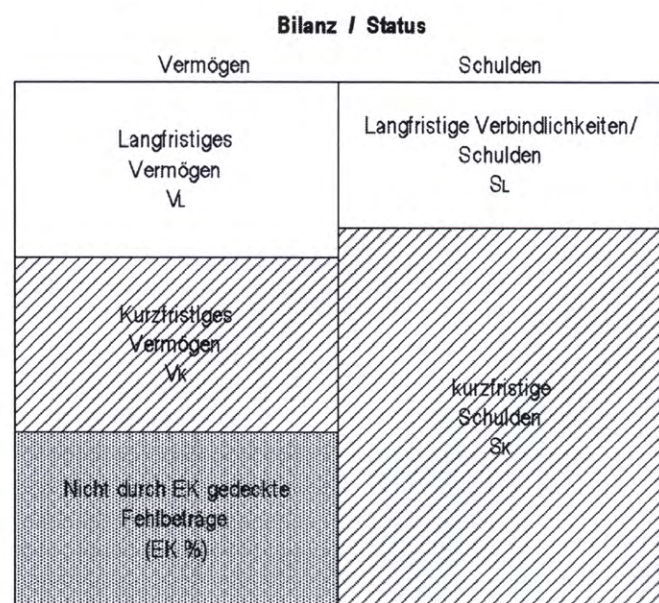 Bilanz / Status
Vermögen
Schulden
Langfristiges
Vermögen
VL
Langfristige Verbindlichkeiten/
Schulden
SL
Kurzfristiges
Vermögen
VK
kurzfristige
Schulden
SK
Nicht durch EK gedeckte
Fehlbeträge
(EK %)